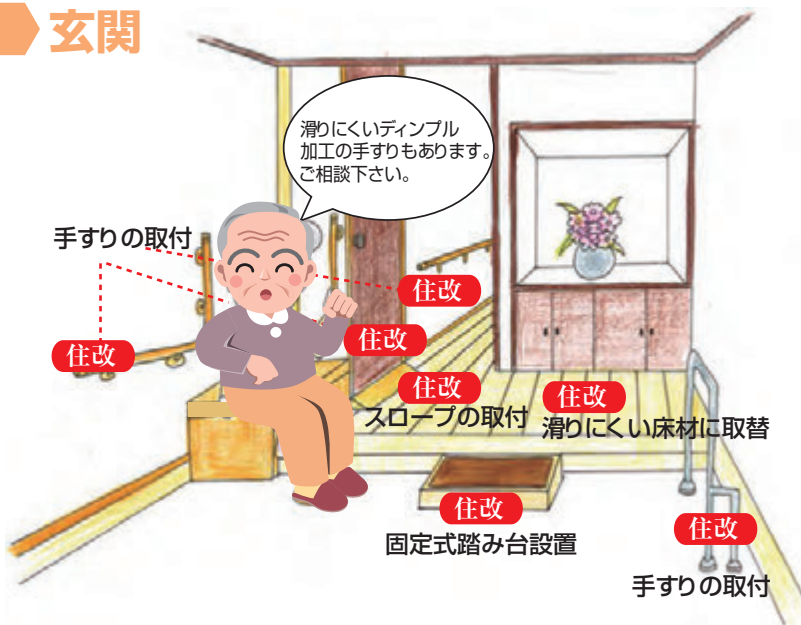 玄関
滑りにくいディンプル
加工の手すりもあります。
ご相談下さい。
手すりの取付
住改
住改
住改
住改
スロープの取付
住改
滑りにくい床材に取替
住改
固定式踏み台設置
住改
手すりの取付